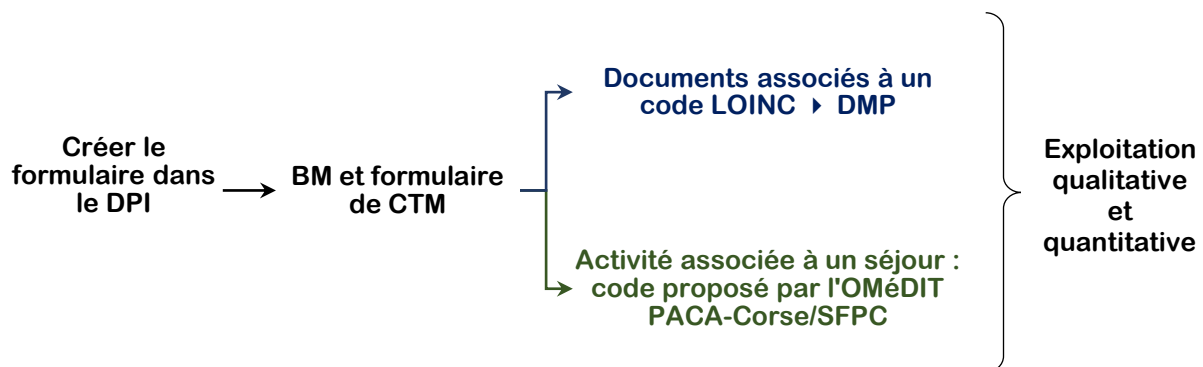 Créer le
formulaire dans
le DPI
BM et formulaire
de CTM
Documents associés à un
code LOINC ▸ DMP
Activité associée à un séjour :
code proposé par l'OMéDIT
PACA-Corse/SFPC
Exploitation
qualitative
et
quantitative